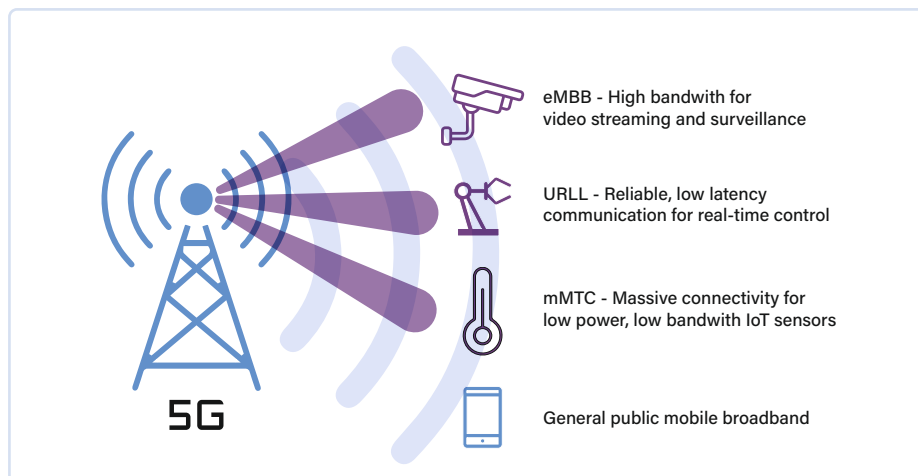 eMBB - High bandwith for
video streaming and surveillance
URLL - Reliable, low latency
communication for real-time control
mMTC - Massive connectivity for
low power, low bandwith IoT sensors
General public mobile broadband
5G